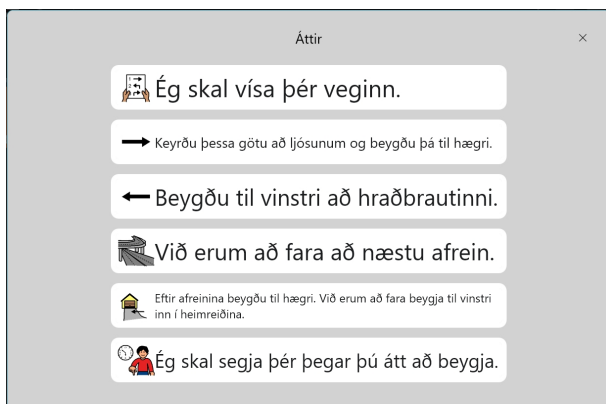 Áttir
Ég skal vísa þér veginn.
Keyrðu þessa götu að ljósunum og beygðu þá til hægri.
Beygðu til vinstri að hraðbrautinni.
Við erum að fara að næstu afrein.
Eftir afreinina beygðu til hægri. Við erum að fara beygja til vinstri
inn í heimreiðina.
Ég skal segja þér þegar þú átt að beygja.